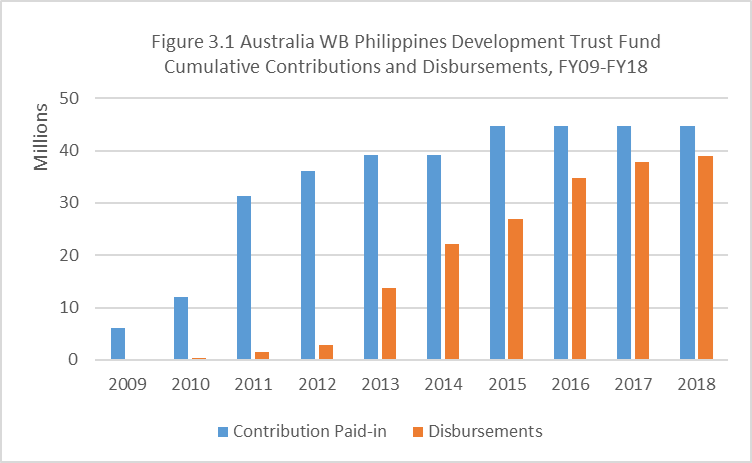 Figure 3.1 Australia WB Philippines Development Trust Fund
Cumulative Contributions and Disbursements, FY09-FY18
Millions
50
40
30
20
10
0
2009 2010 2011 2012 2013 2014 2015 2016 2017 2018
Contribution Paid-in Disbursements